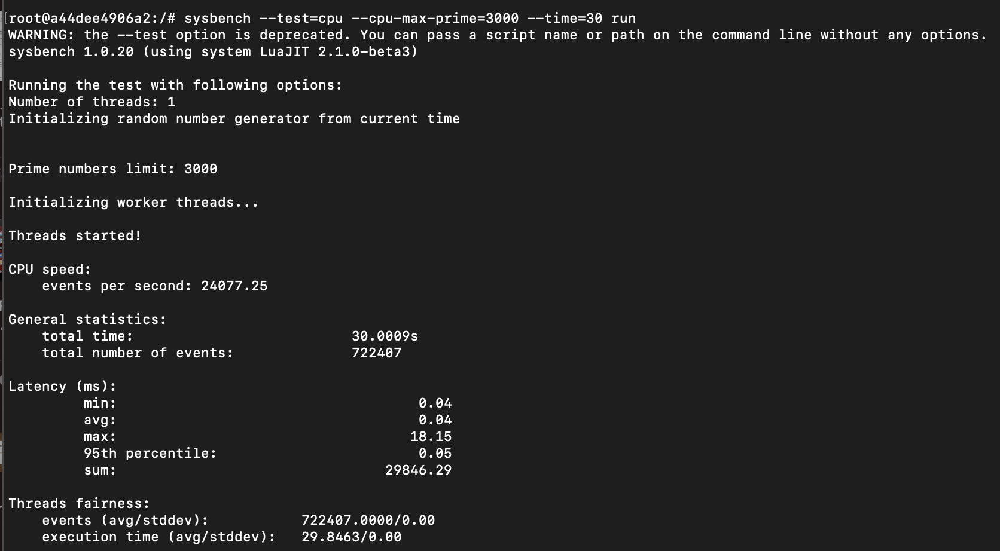 [root@a44dee4906a2:/# sysbench --test=cpu --cpu-max-prime=3000 --time=30 run
WARNING: the --test option is deprecated. You can pass a script name or path on the command line without any options.
sysbench 1.0.20 (using system LuaJIT 2.1.0-beta3)
Running the test with following options:
Number of threads: 1
Initializing random number generator from current time
Prime numbers limit: 3000
Initializing worker threads...
Threads started!
CPU speed:
events per second: 24077.25
General statistics:
total time: 30.0009s
total number of events: 722407
Latency (ms):
min: 0.04
avg: 0.04
max: 18.15
95th percentile: 0.05
sum: 29846.29
Threads fairness:
events (avg/stddev): 722407.0000/0.00
execution time (avg/stddev): 29.8463/0.00